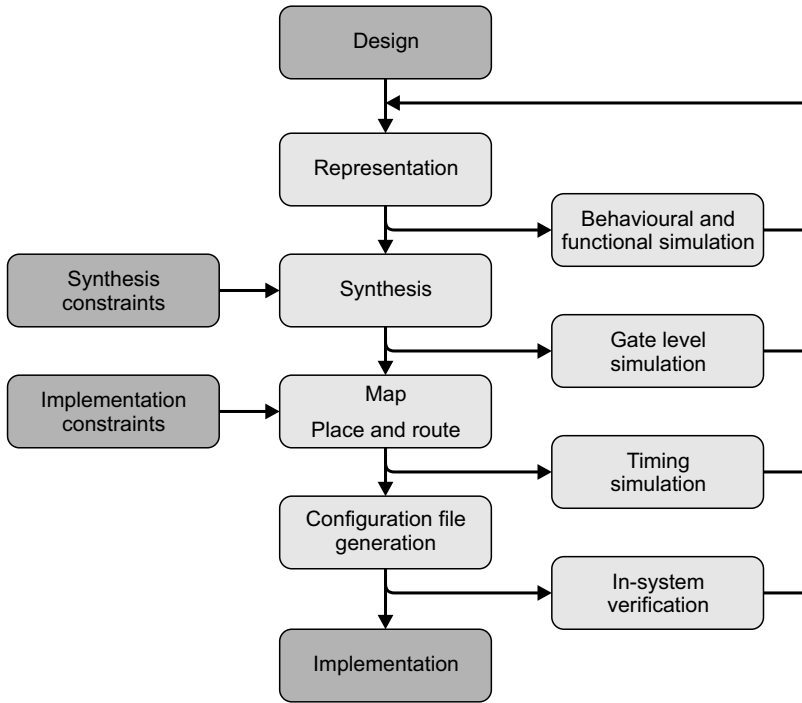 Design
Representation
Behavioural and
functional simulation
Synthesis
constraints
Synthesis
Gate level
simulation
Implementation
constraints
Map
Place and route
Timing
simulation
Configuration file
generation
In-system
verification
Implementation